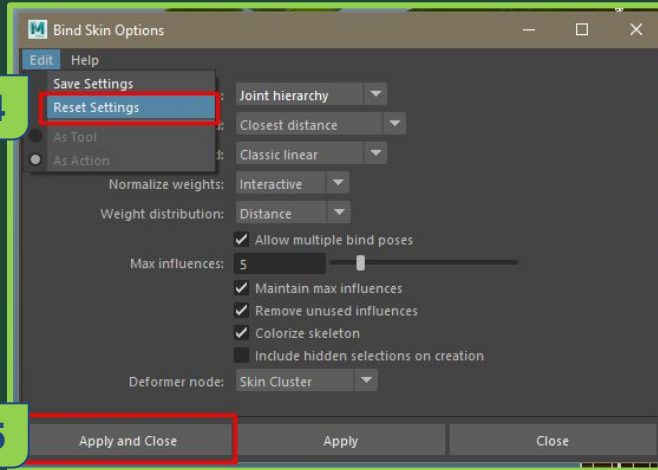 Bind Skin Options
Edit Help
Save Settings
Reset Settings
As Tool
As Action
4
: Joint hierarchy
d: Closest distance
d: Classic linear
Normalize weights: Interactive
Weight distribution: Distance
Allow multiple bind poses
Max influences: 5
Maintain max influences
Remove unused influences
Colorize skeleton
Include hidden selections on creation
Deformer node: Skin Cluster
5
Apply and Close Apply Close